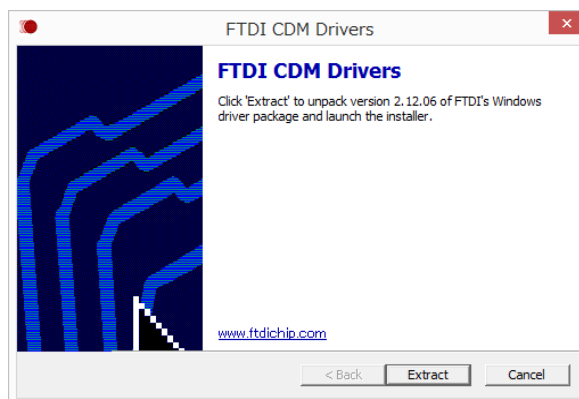 FTDI CDM Drivers
FTDI CDM Drivers
Click 'Extract' to unpack version 2.12.06 of FTDI's Windows
driver package and launch the installer.
www.ftdichip.com
< Back
Extract
Cancel